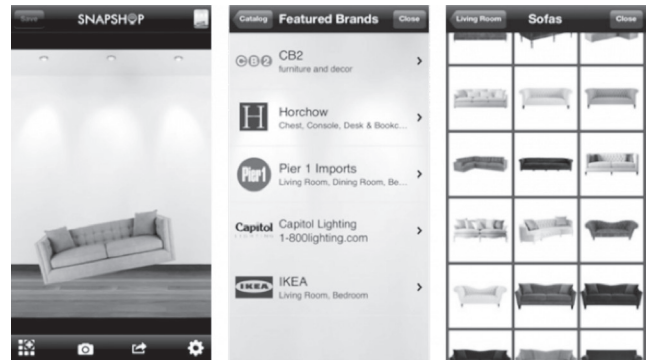 Save
SNAPSHOP
Catalog
Featured Brands
Close
CB2
CB2
furniture and decor
H
Horchow
Chest, Console, Desk & Bookc...
Pier1
Pier 1 Imports
Living Room, Dining Room, Be...
Capitol
LIGHTING
Capitol Lighting
1-800lighting.com
IKEA
IKEA
Living Room, Bedroom
Living Room
Sofas
Close